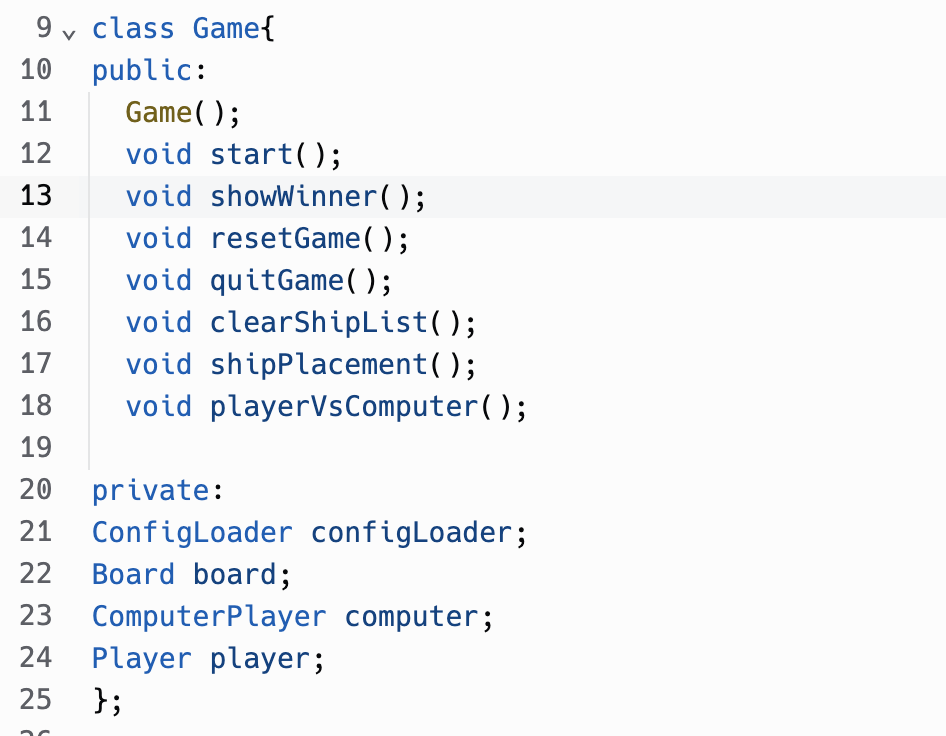 9 class Game{
10 public:
11 Game();
12 void start();
13 void showWinner();
14 void resetGame();
15 void quitGame();
16 void clearShipList();
17 void shipPlacement();
18 void playerVsComputer();
19
20 private:
21 ConfigLoader configLoader;
22 Board board;
23 ComputerPlayer computer;
24 Player player;
25 };